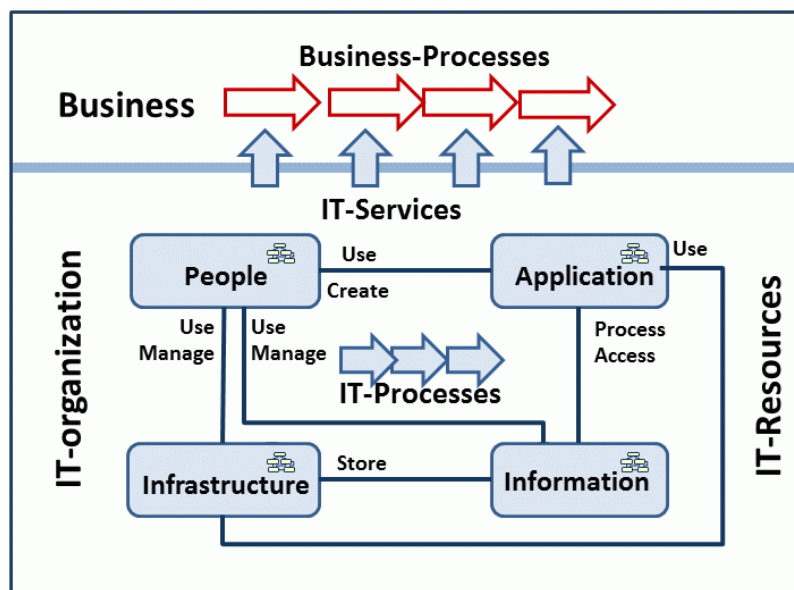 Business-Processes
Business
IT-Services
IT-organization
People
Use
Create
Application
Use
Use
Manage
Use
Manage
Process
Access
IT-Processes
IT-Resources
Infrastructure
Store
Information